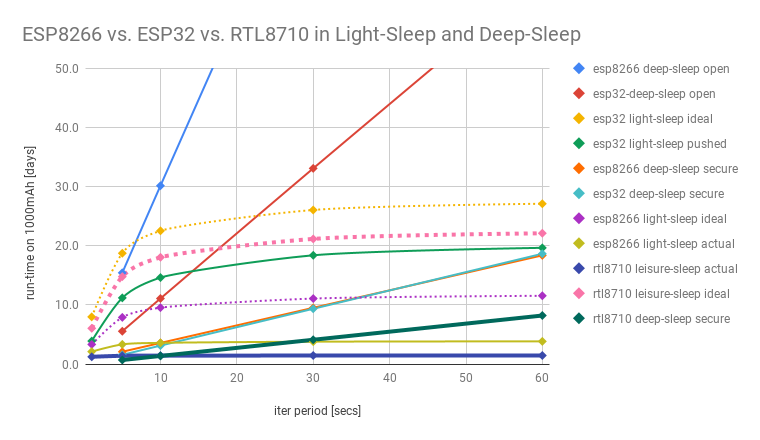 ESP8266 vs. ESP32 vs. RTL8710 in Light-Sleep and Deep-Sleep
run-time on 1000mAh [days]
50.0
40.0
30.0
20.0
10.0
0.0
10
20
30
40
50
60
iter period [secs]
esp8266 deep-sleep open
esp32-deep-sleep open
esp32 light-sleep ideal
esp32 light-sleep pushed
esp8266 deep-sleep secure
esp32 deep-sleep secure
esp8266 light-sleep ideal
esp8266 light-sleep actual
rtl8710 leisure-sleep actual
rtl8710 leisure-sleep ideal
rtl8710 deep-sleep secure